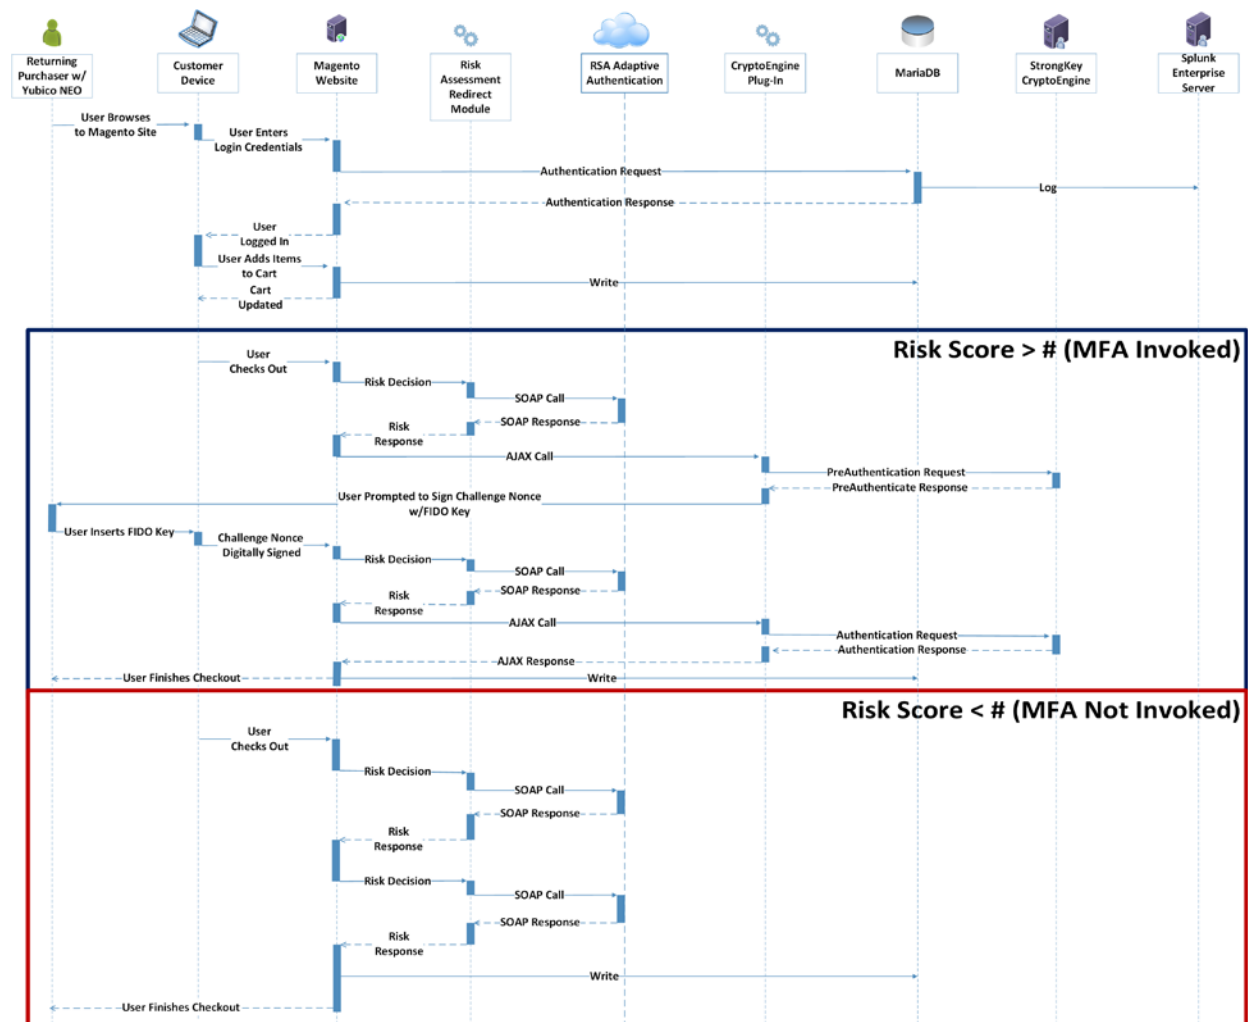 Returning
Purchaser w/
Yubico NEO
Customer
Device
Magento
Website
Risk
Assessment
Redirect
Module
RSA Adaptive
Authentication
CryptoEngine
Plug-In
MariaDB
StrongKey
CryptoEngine
Splunk
Enterprise
Server
User Browses
to Magento Site
User Enters
Login Credentials
Authentication Request
Log
Authentication Response
User
Logged In
User Adds Items
to Cart
Write
Cart
Updated
Risk Score > # (MFA Invoked)
User
Checks Out
Risk Decision
SOAP Call
SOAP Response
Risk
Response
AJAX Call
PreAuthentication Request
PreAuthenticate Response
User Prompted to Sign Challenge Nonce
w/FIDO Key
User Inserts FIDO Key
Challenge Nonce
Digitally Signed
Risk Decision
SOAP Call
SOAP Response
Risk
Response
AJAX Call
Authentication Request
Authentication Response
AJAX Response
User Finishes Checkout
Write
Risk Score < # (MFA Not Invoked)
User
Checks Out
Risk Decision
SOAP Call
SOAP Response
Risk
Response
Risk Decision
SOAP Call
SOAP Response
Risk
Response
Write
User Finishes Checkout